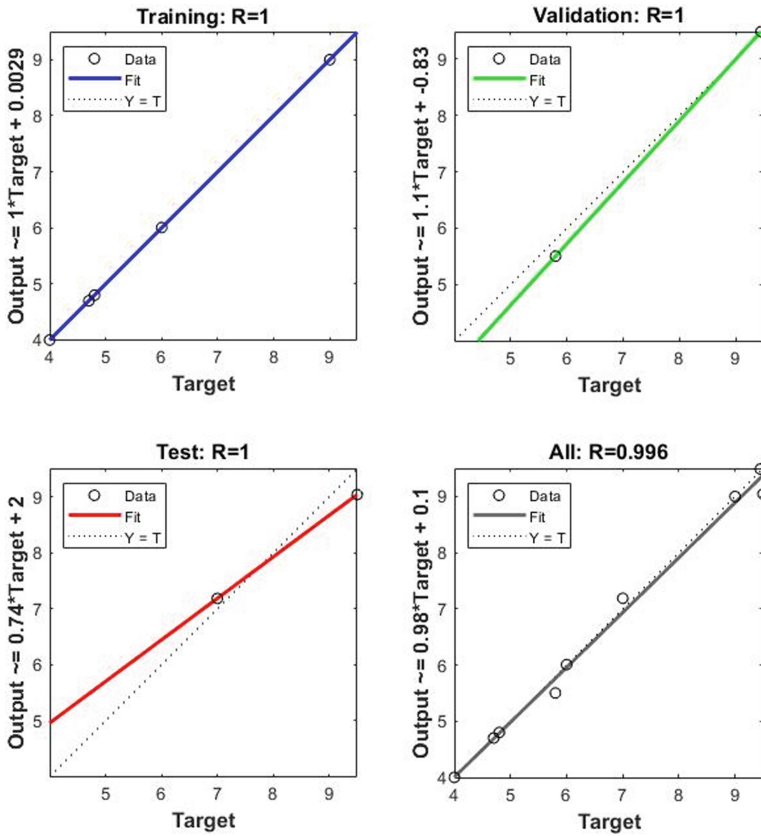 Training: R=1
Output ~= 1*Target + 0.0029
Data
Fit
Y = T
9
8
7
6
5
4
4 5 6 7 8 9
Target
Validation: R=1
Output ~= 1.1*Target + -0.83
Data
Fit
Y = T
9
8
7
6
5
5 6 7 8 9
Target
Test: R=1
Output ~= 0.74*Target + 2
Data
Fit
Y = T
9
8
7
6
5
5 6 7 8 9
Target
All: R=0.996
Output ~= 0.98*Target + 0.1
Data
Fit
Y = T
9
8
7
6
5
4
4 5 6 7 8 9
Target